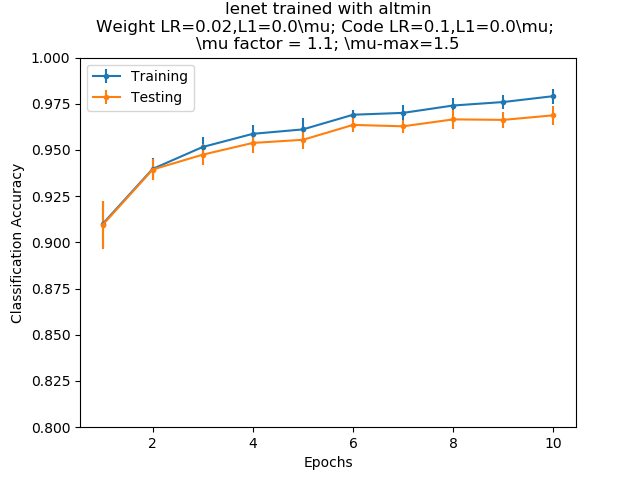 lenet trained with altmin
Weight LR=0.02,L1=0.0\mu; Code LR=0.1,L1=0.0\mu;
\mu factor = 1.1; \mu-max=1.5
Training
Testing
1.000
0.975
0.950
0.925
0.900
0.875
0.850
0.825
0.800
Classification Accuracy
2 4 6 8 10
Epochs